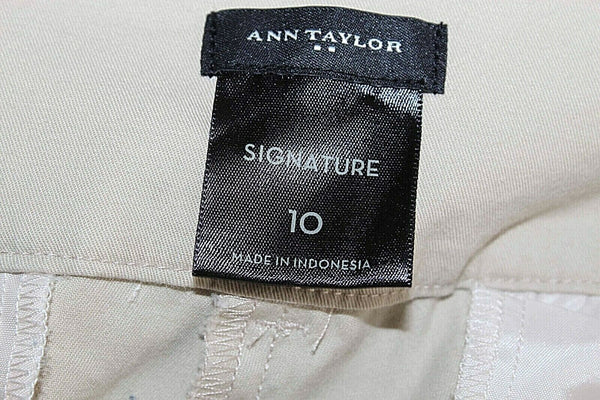 ANN TAYLOR
SIGNATURE
10
MADE IN INDONESIA